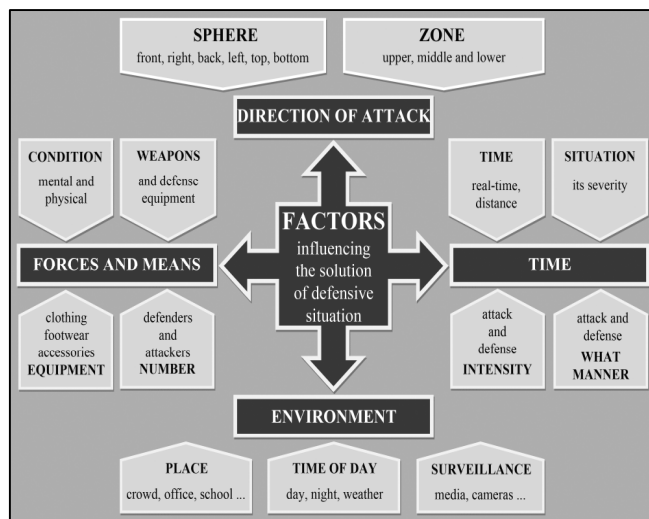 SPHERE
front, right, back, left, top, bottom
ZONE
upper, middle and lower
DIRECTION OF ATTACK
CONDITION
mental and
physical
WEAPONS
and defense
equipment
TIME
real-time,
distance
SITUATION
its severity
FACTORS
influencing
the solution
of defensive
situation
FORCES AND MEANS
TIME
clothing
footwear
accessories
EQUIPMENT
defenders
and
attackers
NUMBER
attack
and
defense
INTENSITY
attack and
defense
WHAT
MANNER
ENVIRONMENT
PLACE
crowd, office, school ...
TIME OF DAY
day, night, weather
SURVEILLANCE
media, cameras ...